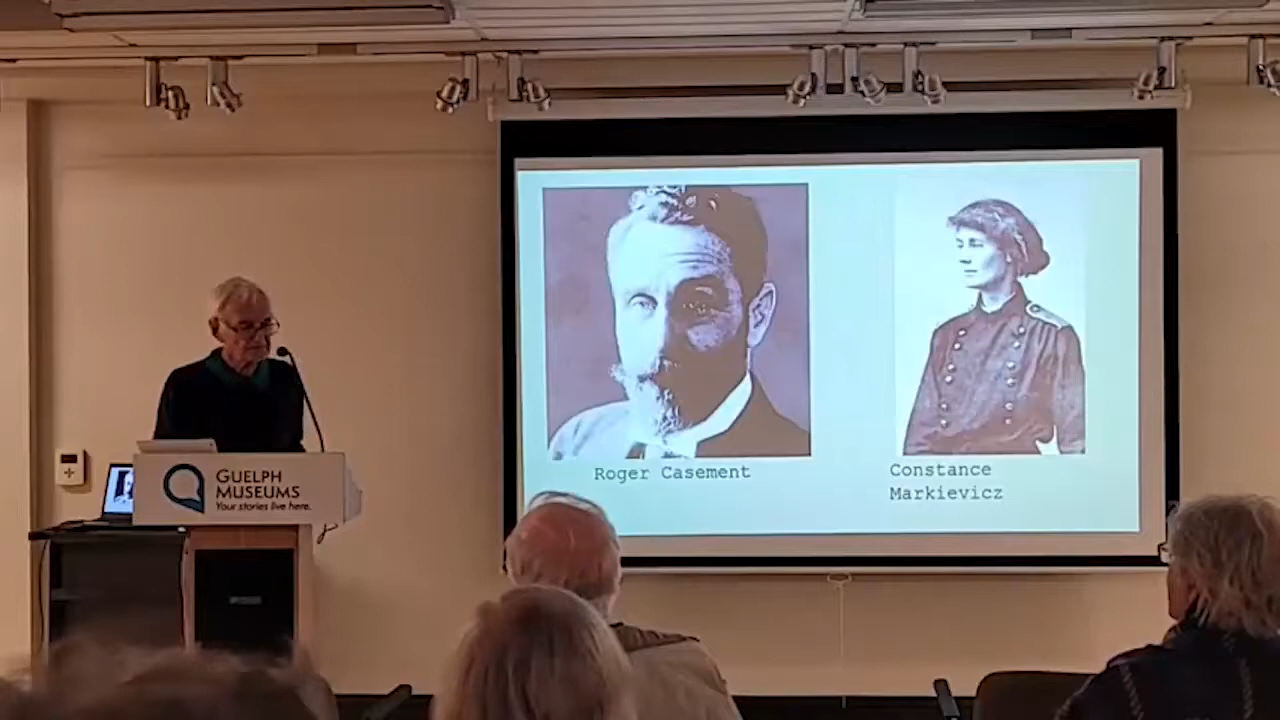 GUELPH
MUSEUMS
Your stories live here.
Roger Casement
Constance
Markievicz